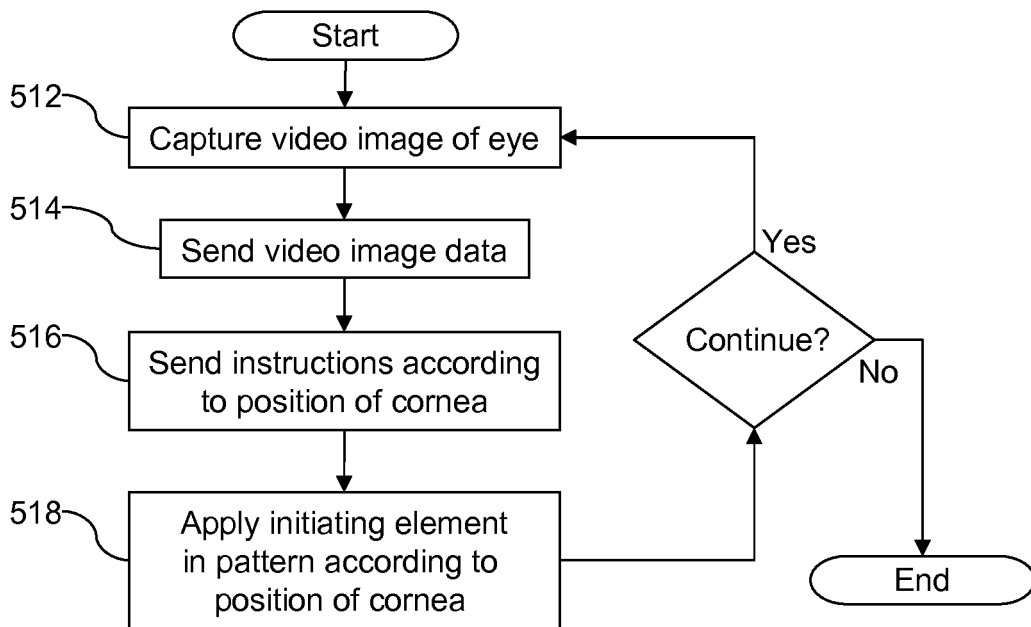 Start
512
Capture video image of eye
514
Send video image data
516
Send instructions according
to position of cornea
518
Apply initiating element
in pattern according to
position of cornea
Continue?
Yes
No
End